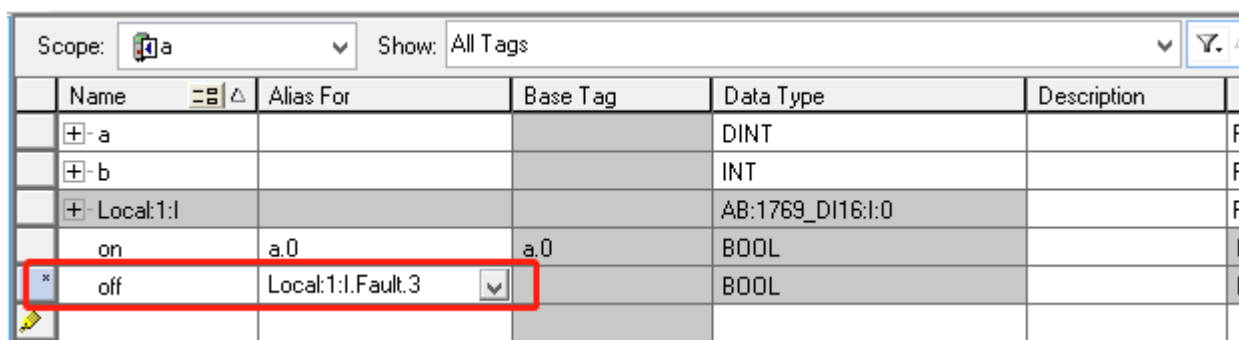 Scope: a Show: All Tags
Name Alias For Base Tag Data Type Description
a DINT
b INT
Local:1:I AB:1769_DI16:I:0
on a.0 a.0 BOOL
off Local:1:I.Fault.3 BOOL